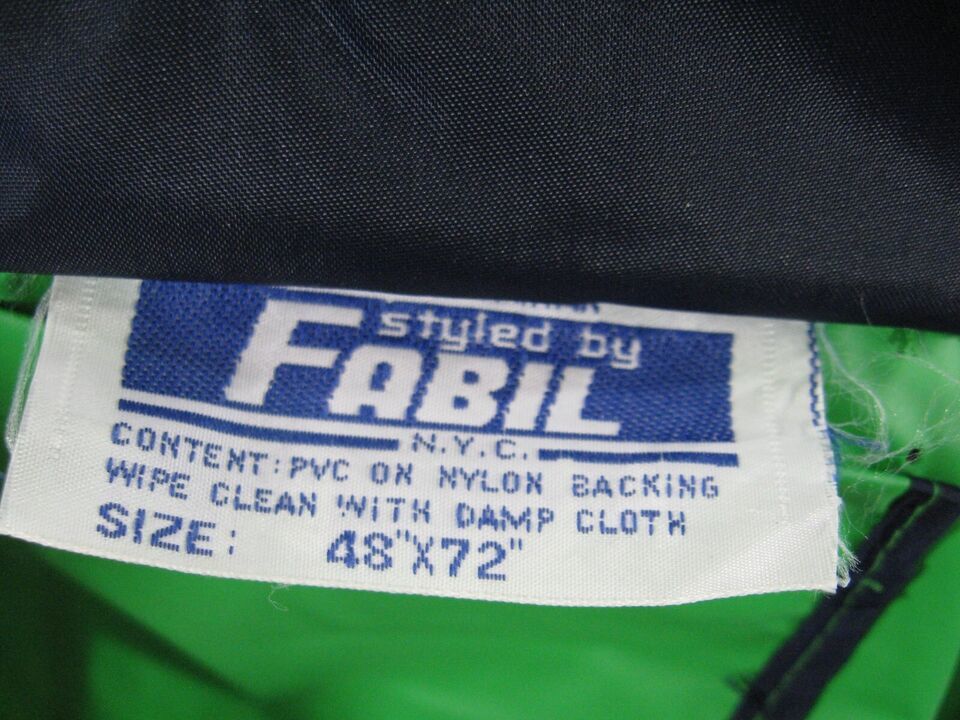 styled by
FABIL
N.Y.C.
CONTENT: PVC ON NYLON BACKING
WIPE CLEAN WITH DAMP CLOTH
SIZE: 48"X72"